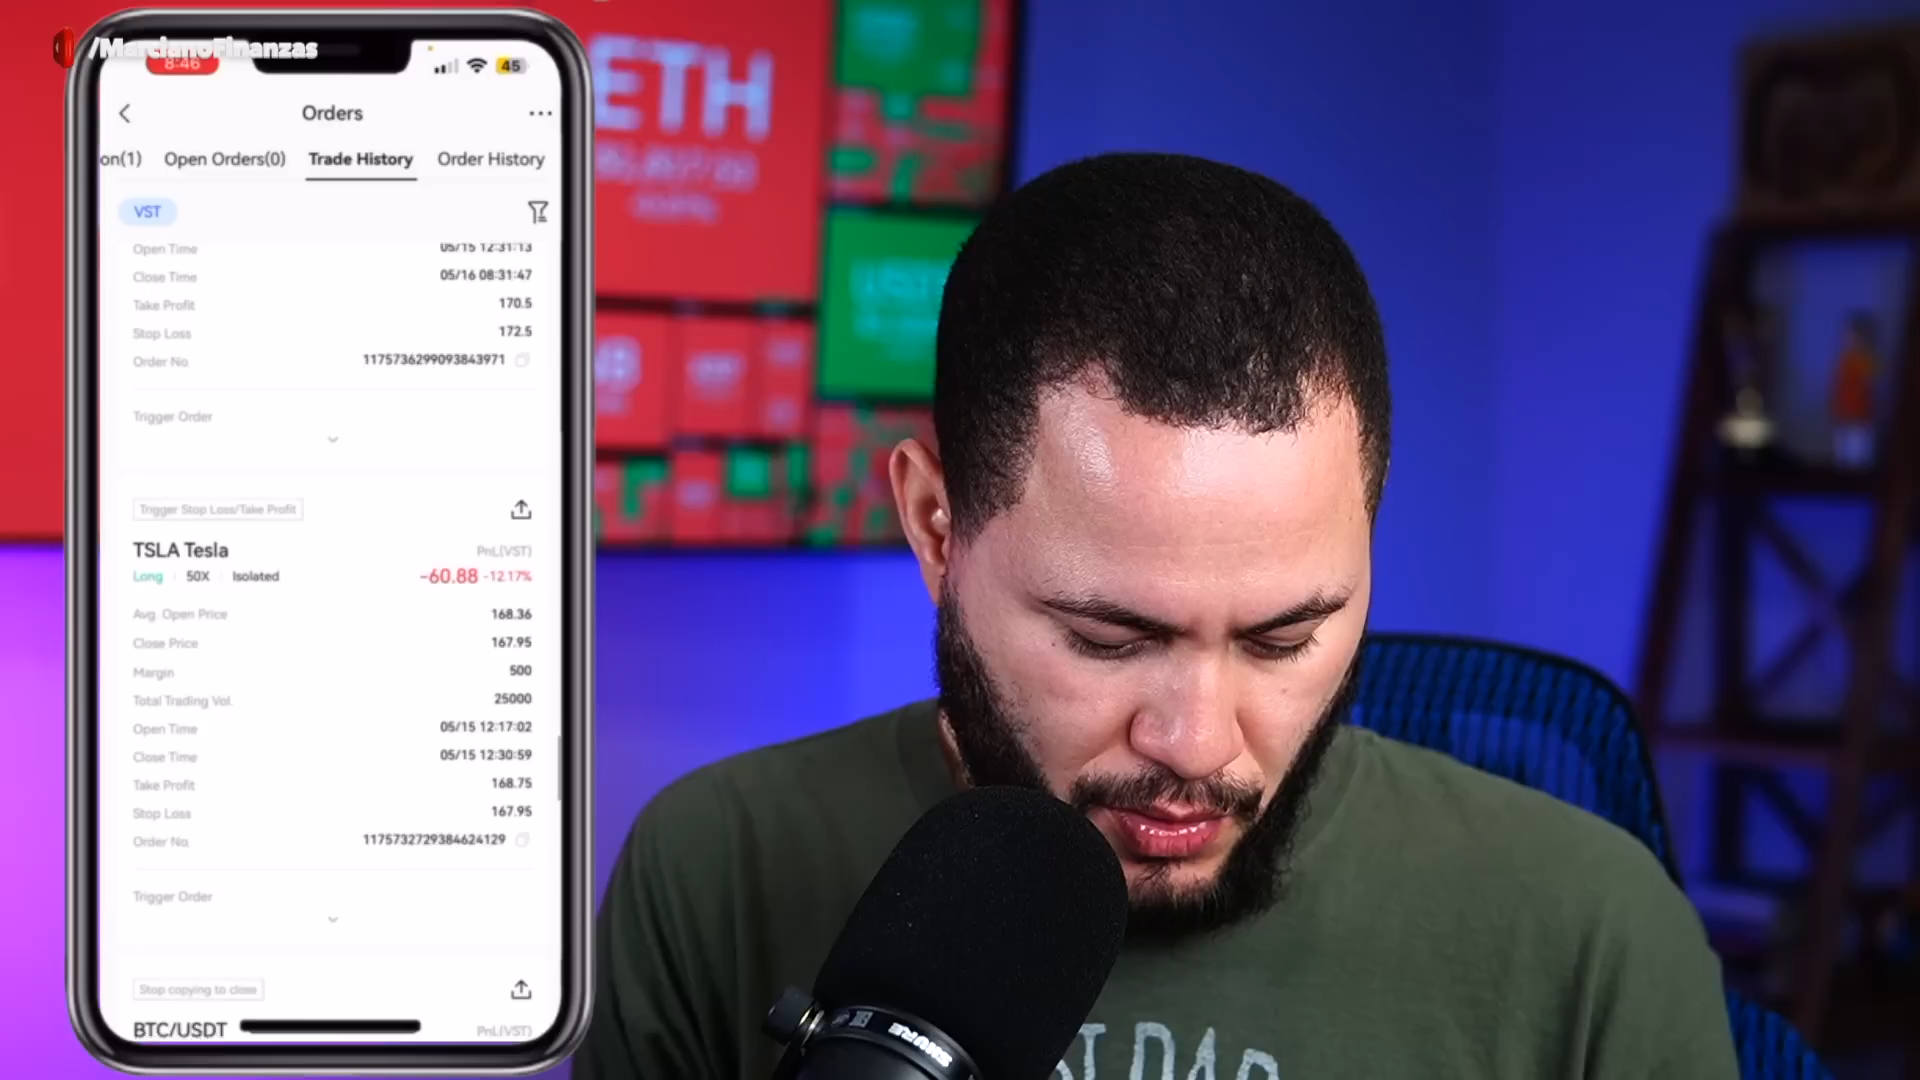 /MarcianoFinanzas
8:46
45
Orders
on(1) Open Orders(0) Trade History Order History
VST
Open Time 05/15 12:31:13
Close Time 05/16 08:31:47
Take Profit 170.5
Stop Loss 172.5
Order No. 1175736299093843971
Trigger Order
Trigger Stop Loss/Take Profit
TSLA Tesla PnL(VST)
Long 50X Isolated -60.88 -12.17%
Avg. Open Price 168.36
Close Price 167.95
Margin 500
Total Trading Vol. 25000
Open Time 05/15 12:17:02
Close Time 05/15 12:30:59
Take Profit 168.75
Stop Loss 167.95
Order No. 1175732729384624129
Trigger Order
Stop copying to close
BTC/USDT PnL(VST)
ETH
SHURE